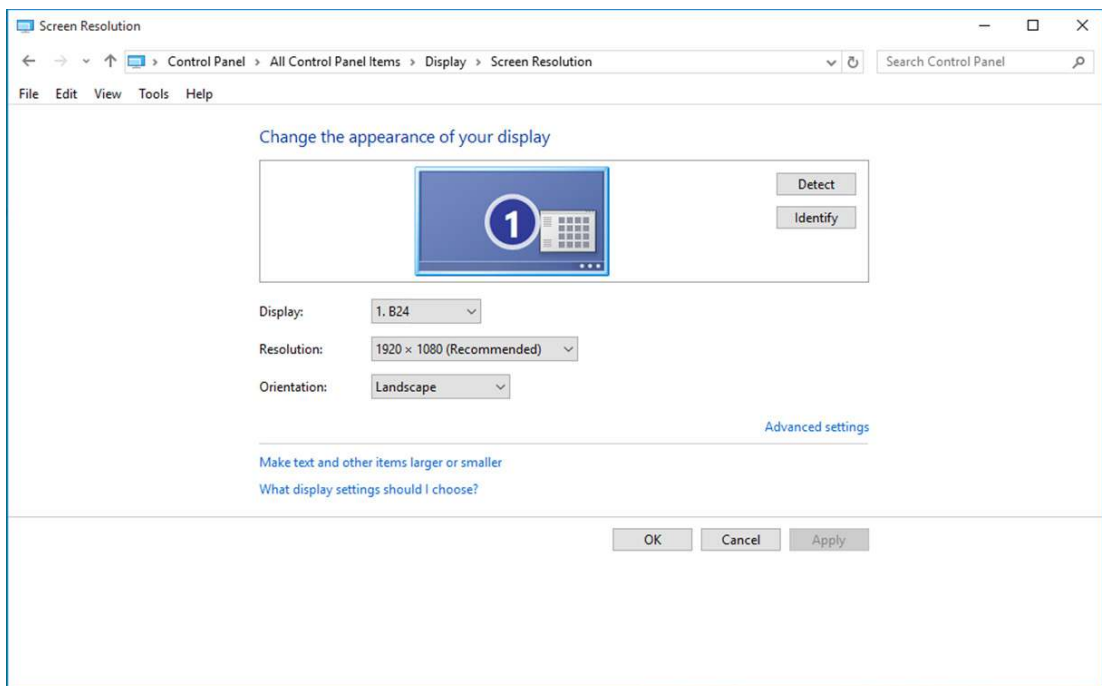 Screen Resolution
Control Panel > All Control Panel Items > Display > Screen Resolution
Search Control Panel
File Edit View Tools Help
Change the appearance of your display
1
Detect
Identify
Display: 1. B24
Resolution: 1920 × 1080 (Recommended)
Orientation: Landscape
Advanced settings
Make text and other items larger or smaller
What display settings should I choose?
OK Cancel Apply